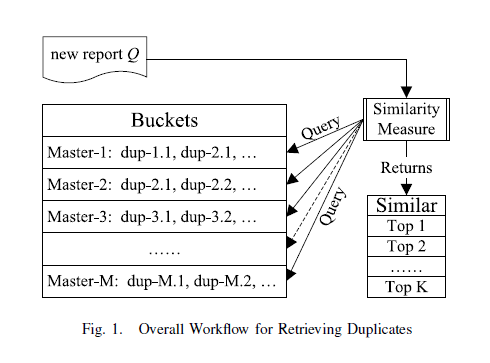 new report Q
Buckets
Master-1: dup-1.1, dup-2.1, ...
Master-2: dup-2.1, dup-2.2, ...
Master-3: dup-3.1, dup-3.2, ...
......
Master-M: dup-M.1, dup-M.2, ...
Query
Query
Similarity
Measure
Returns
Similar
Top 1
Top 2
......
Top K
Fig. 1. Overall Workflow for Retrieving Duplicates